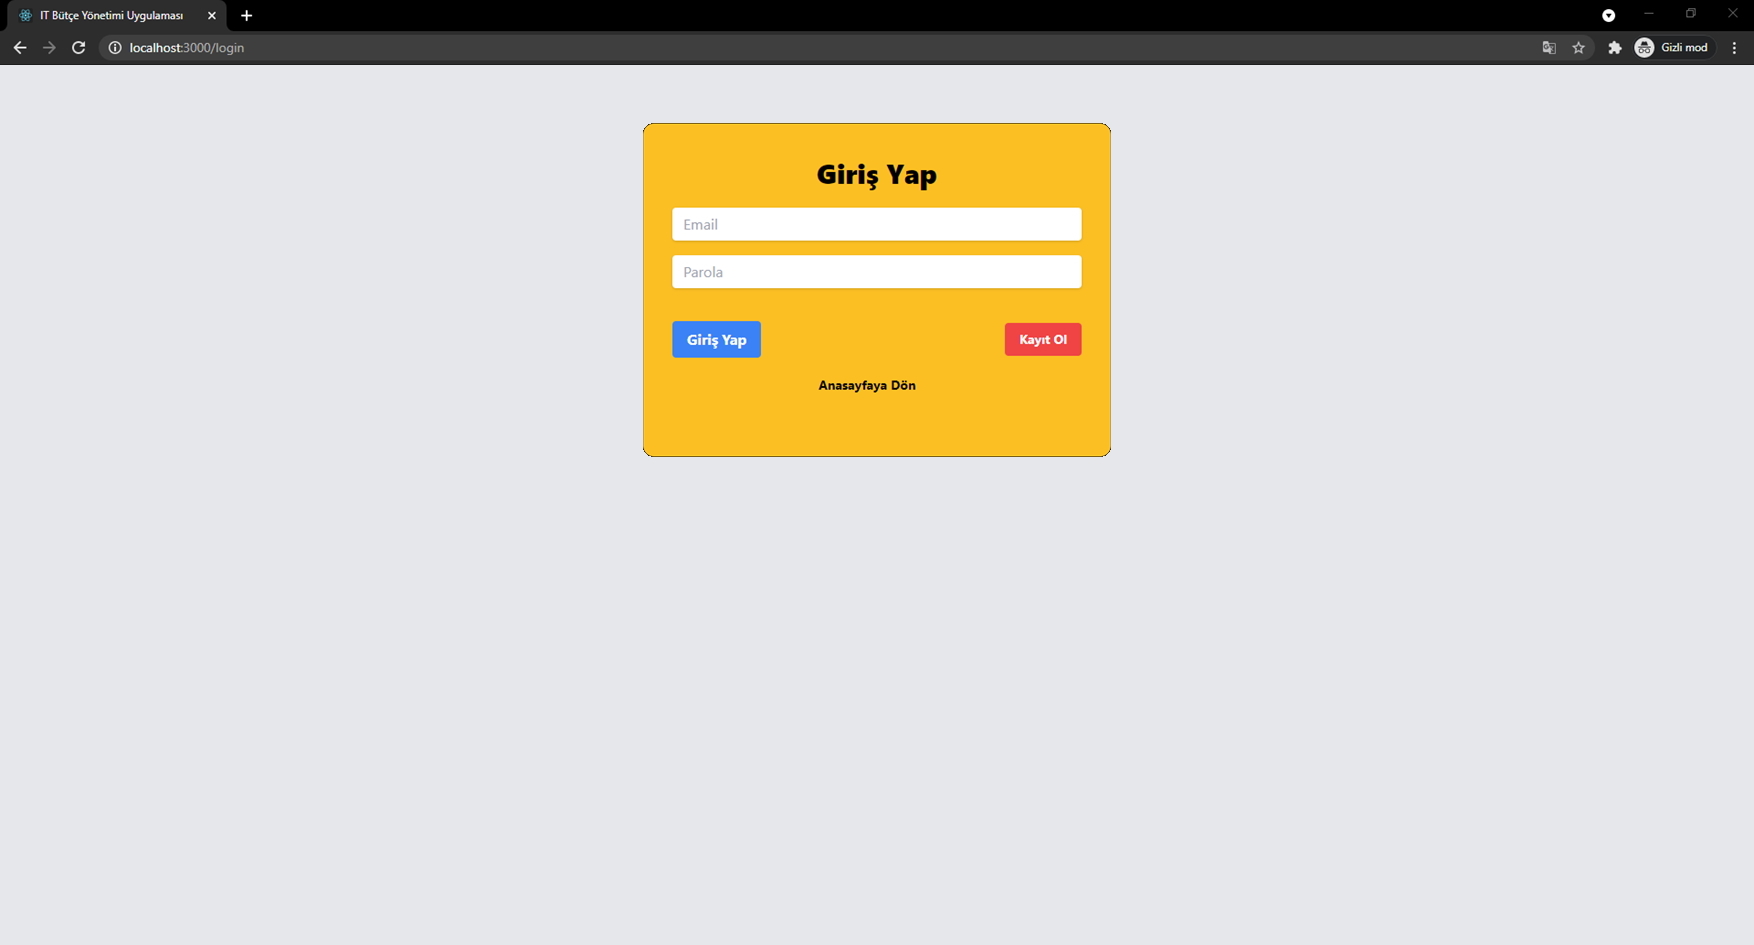 IT Bütçe Yönetimi Uygulaması
localhost:3000/login
Gizli mod
Giriş Yap
Email
Parola
Giriş Yap
Kayıt Ol
Anasayfaya Dön